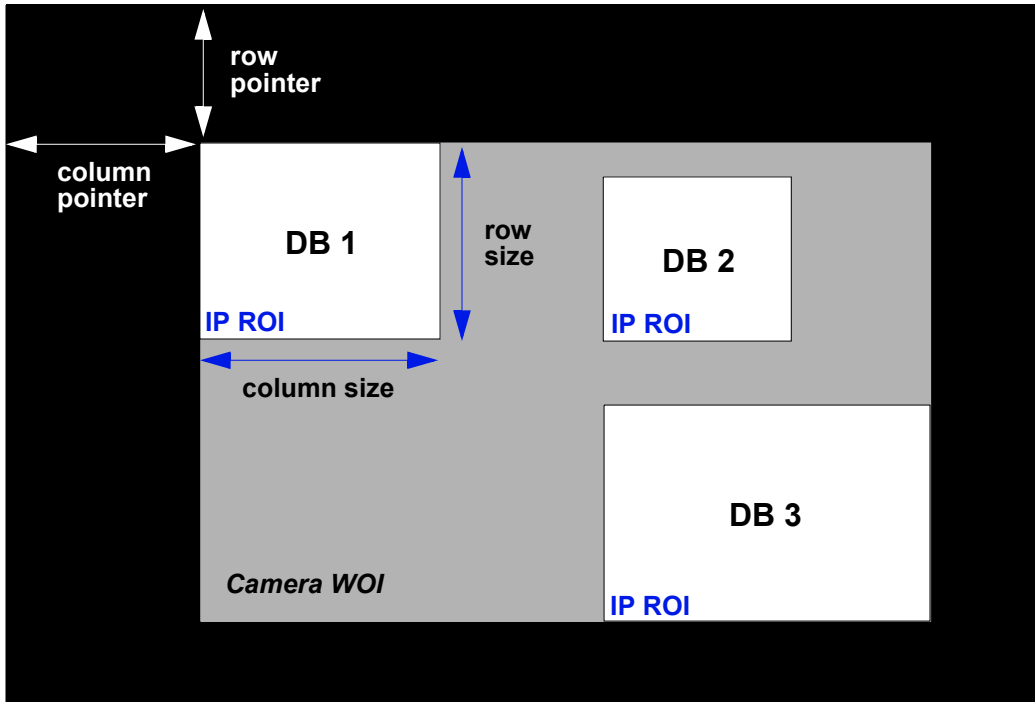 row
pointer
column
pointer
DB 1
row
size
DB 2
IP ROI
IP ROI
column size
DB 3
Camera WOI
IP ROI